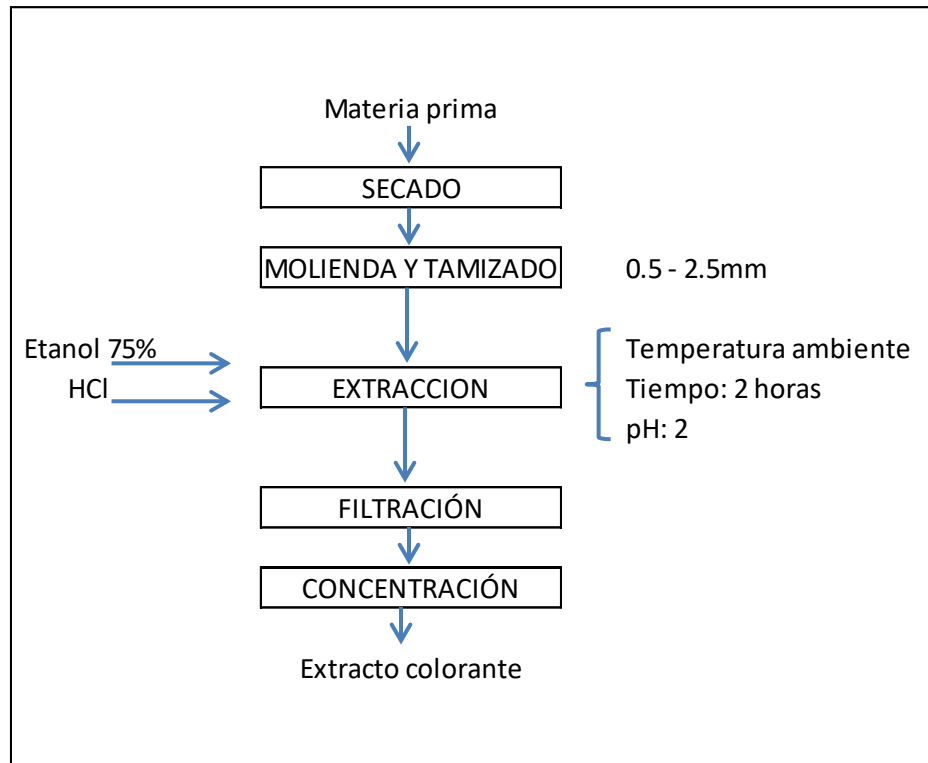 Materia prima
SECADO
MOLIENDA Y TAMIZADO
0.5 - 2.5mm
Etanol 75%
HCl
EXTRACCION
Temperatura ambiente
Tiempo: 2 horas
pH: 2
FILTRACIÓN
CONCENTRACIÓN
Extracto colorante